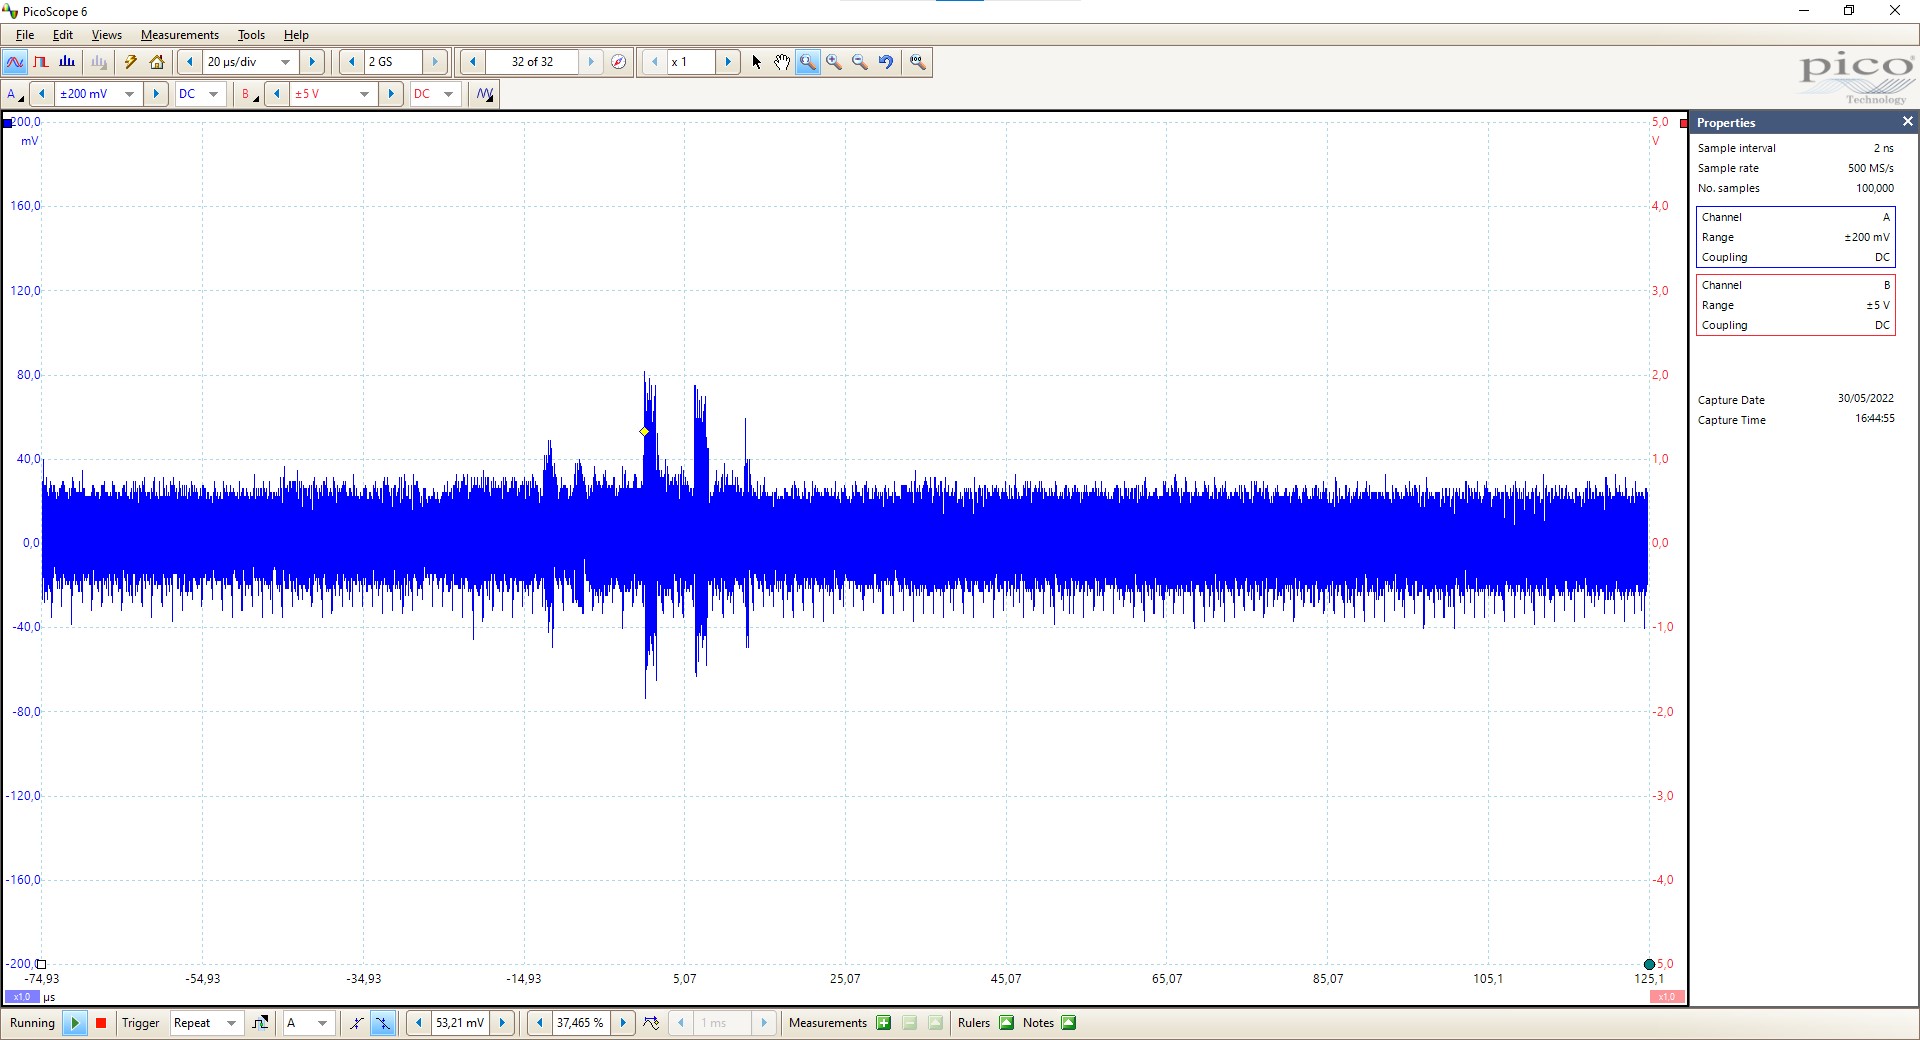 PicoScope 6
File Edit Views Measurements Tools Help
20 µs/div 2 GS 32 of 32 x 1
pico
Technology
A ±200 mV DC B ±5 V DC
200,0 5,0
mV V
160,0 4,0
120,0 3,0
80,0 2,0
40,0 1,0
0,0 0,0
-40,0 -1,0
-80,0 -2,0
-120,0 -3,0
-160,0 -4,0
-200,0 -5,0
-74,93 -54,93 -34,93 -14,93 5,07 25,07 45,07 65,07 85,07 105,1 125,1
x1.0 µs x1.0
Properties
Sample interval 2 ns
Sample rate 500 MS/s
No. samples 100,000
Channel A
Range ±200 mV
Coupling DC
Channel B
Range ±5 V
Coupling DC
Capture Date 30/05/2022
Capture Time 16:44:55
Running Trigger Repeat A 53,21 mV 37,465 % 1 ms Measurements Rulers Notes